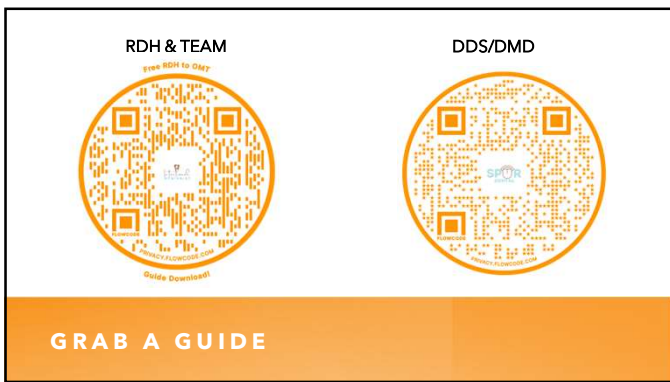 RDH & TEAM
DDS/DMD
Free RDH to OMT
FLOWCODE
PRIVACY.FLOWCODE.COM
Guide Download!
SPUR
FLOWCODE
PRIVACY.FLOWCODE.COM
GRAB A GUIDE